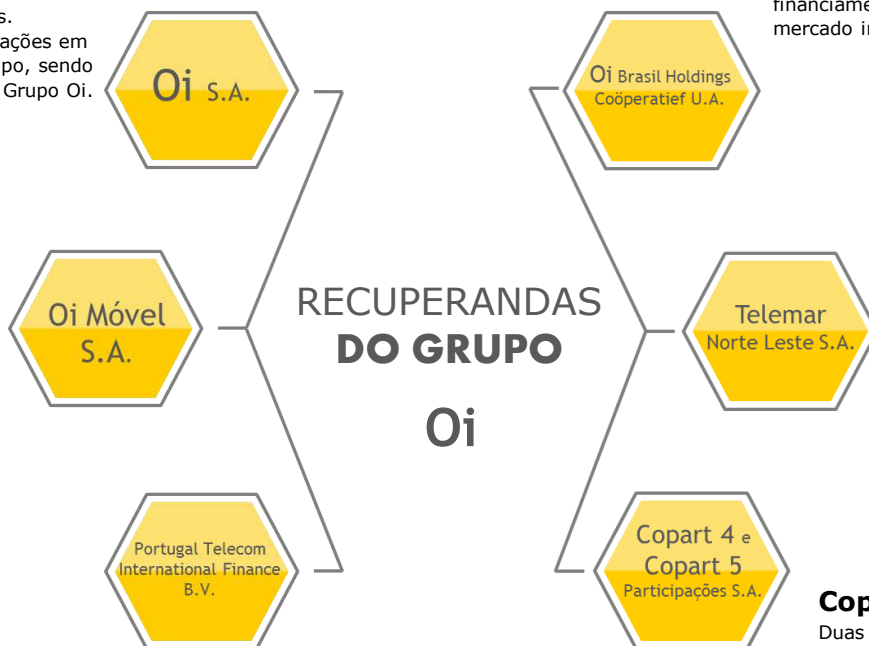 s.
ações em
po, sendo
Grupo Oi.
financiame
mercado i
Oi S.A.
Oi Brasil Holdings
Coöperatief U.A.
Oi Móvel
S.A.
RECUPERANDAS
DO GRUPO
Oi
Telemar
Norte Leste S.A.
Portugal Telecom
International Finance
B.V.
Copart 4 e
Copart 5
Participações S.A.
Cop
Duas